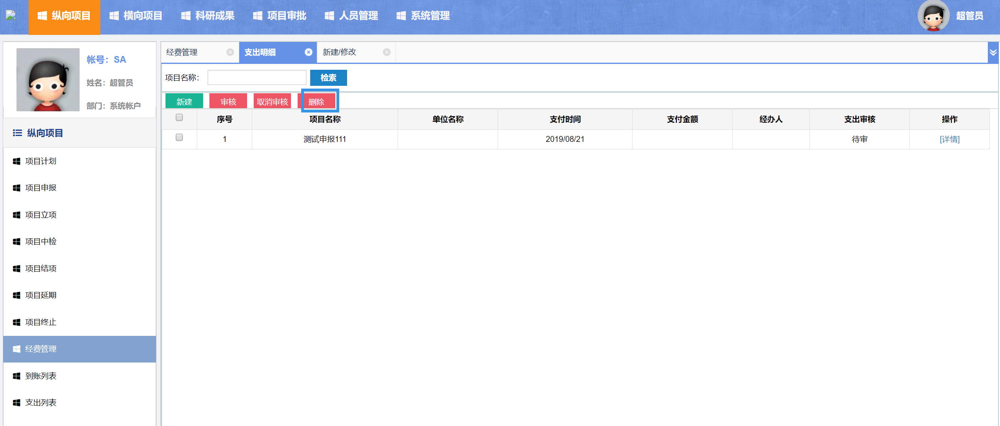 纵向项目 横向项目 科研成果 项目审批 人员管理 系统管理 超管员
帐号：SA
姓名：超管员
部门：系统帐户
纵向项目
项目计划
项目申报
项目立项
项目中检
项目结项
项目延期
项目终止
经费管理
到账列表
支出列表
经费管理 支出明细 新建/修改
项目名称： 检索
新建 审核 取消审核 删除
序号 项目名称 单位名称 支付时间 支付金额 经办人 支出审核 操作
1 测试申报111 2019/08/21 待审 [详情]